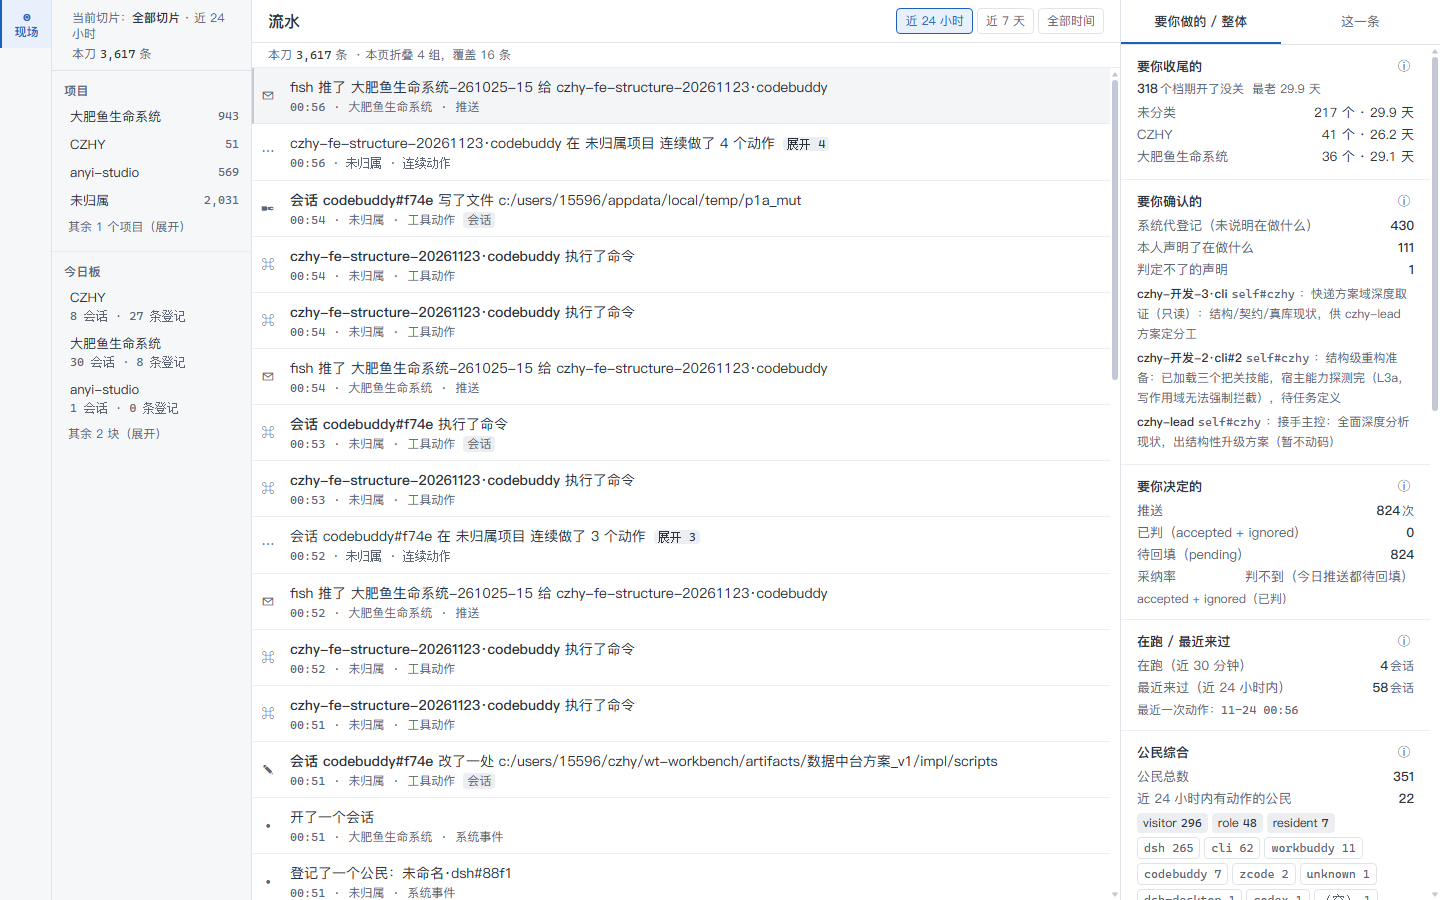 现场
当前切片：全部切片 · 近 24
小时
本刀 3,617 条
项目
大肥鱼生命系统 943
CZHY 51
anyi-studio 569
未归属 2,031
其余 1 个项目（展开）
今日板
CZHY
8 会话 · 27 条登记
大肥鱼生命系统
30 会话 · 8 条登记
anyi-studio
1 会话 · 0 条登记
其余 2 块（展开）
流水
近 24 小时 近 7 天 全部时间
本刀 3,617 条 · 本页折叠 4 组，覆盖 16 条
fish 推了 大肥鱼生命系统-261025-15 给 czhy-fe-structure-20261123·codebuddy
00:56 · 大肥鱼生命系统 · 推送
czhy-fe-structure-20261123·codebuddy 在 未归属项目 连续做了 4 个动作 展开 4
00:56 · 未归属 · 连续动作
会话 codebuddy#f74e 写了文件 c:/users/15596/appdata/local/temp/p1a_mut
00:54 · 未归属 · 工具动作 会话
czhy-fe-structure-20261123·codebuddy 执行了命令
00:54 · 未归属 · 工具动作
czhy-fe-structure-20261123·codebuddy 执行了命令
00:54 · 未归属 · 工具动作
fish 推了 大肥鱼生命系统-261025-15 给 czhy-fe-structure-20261123·codebuddy
00:54 · 大肥鱼生命系统 · 推送
会话 codebuddy#f74e 执行了命令
00:53 · 未归属 · 工具动作 会话
czhy-fe-structure-20261123·codebuddy 执行了命令
00:53 · 未归属 · 工具动作
会话 codebuddy#f74e 在 未归属项目 连续做了 3 个动作 展开 3
00:52 · 未归属 · 连续动作
fish 推了 大肥鱼生命系统-261025-15 给 czhy-fe-structure-20261123·codebuddy
00:52 · 大肥鱼生命系统 · 推送
czhy-fe-structure-20261123·codebuddy 执行了命令
00:52 · 未归属 · 工具动作
czhy-fe-structure-20261123·codebuddy 执行了命令
00:51 · 未归属 · 工具动作
会话 codebuddy#f74e 改了一处 c:/users/15596/czhy/wt-workbench/artifacts/数据中台方案_v1/impl/scripts
00:51 · 未归属 · 工具动作 会话
开了一个会话
00:51 · 大肥鱼生命系统 · 系统事件
登记了一个公民：未命名·dsh#88f1
00:51 · 未归属 · 系统事件
要你做的 / 整体 这一条
要你收尾的
318 个档期开了没关 最老 29.9 天
未分类 217 个 · 29.9 天
CZHY 41 个 · 26.2 天
大肥鱼生命系统 36 个 · 29.1 天
要你确认的
系统代登记（未说明在做什么） 430
本人声明了在做什么 111
判定不了的声明 1
czhy-开发-3·cli self#czhy ：快递方案域深度取
证（只读）：结构/契约/真库现状，供 czhy-lead
方案定分工
czhy-开发-2·cli#2 self#czhy ：结构级重构准
备：已加载三个把关技能，宿主能力探测完（L3a，
写作用域无法强制拦截），待任务定义
czhy-lead self#czhy ：接手主控：全面深度分析
现状，出结构性升级方案（暂不动码）
要你决定的
推送 824 次
已判（accepted + ignored） 0
待回填（pending） 824
采纳率 判不到（今日推送都待回填）
accepted + ignored（已判）
在跑 / 最近来过
在跑（近 30 分钟） 4 会话
最近来过（近 24 小时内） 58 会话
最近一次动作：11-24 00:56
公民综合
公民总数 351
近 24 小时内有动作的公民 22
visitor 296 role 48 resident 7
dsh 265 cli 62 workbuddy 11
codebuddy 7 zcode 2 unknown 1
dsh-desktop 1 codex 1 （空） 1